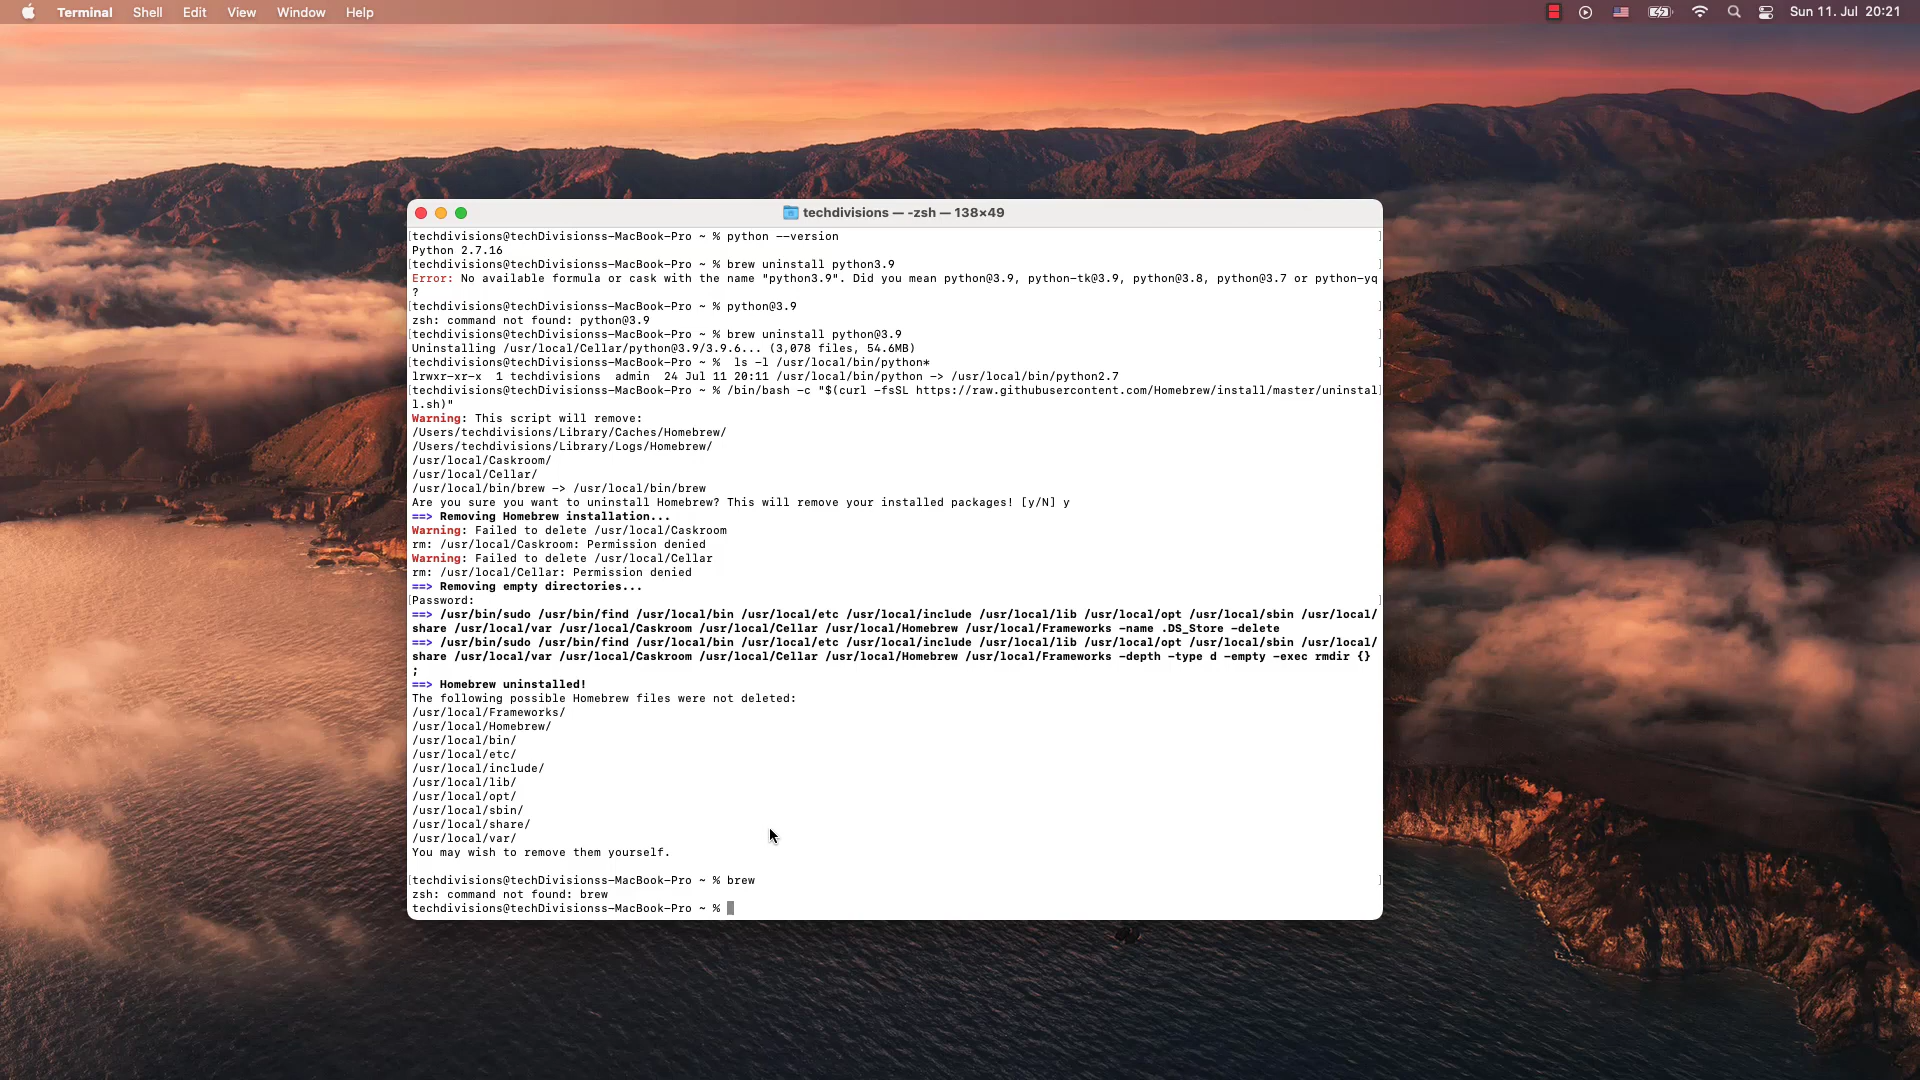 Terminal Shell Edit View Window Help Sun 11. Jul 20:21
techdivisions — -zsh — 138×49
[techdivisions@techDivisionss-MacBook-Pro ~ % python --version ]
Python 2.7.16
[techdivisions@techDivisionss-MacBook-Pro ~ % brew uninstall python3.9 ]
Error: No available formula or cask with the name "python3.9". Did you mean python@3.9, python-tk@3.9, python@3.8, python@3.7 or python-yq
?
[techdivisions@techDivisionss-MacBook-Pro ~ % python@3.9 ]
zsh: command not found: python@3.9
[techdivisions@techDivisionss-MacBook-Pro ~ % brew uninstall python@3.9 ]
Uninstalling /usr/local/Cellar/python@3.9/3.9.6... (3,078 files, 54.6MB)
[techdivisions@techDivisionss-MacBook-Pro ~ %  ls -l /usr/local/bin/python* ]
lrwxr-xr-x  1 techdivisions  admin  24 Jul 11 20:11 /usr/local/bin/python -> /usr/local/bin/python2.7
[techdivisions@techDivisionss-MacBook-Pro ~ % /bin/bash -c "$(curl -fsSL https://raw.githubusercontent.com/Homebrew/install/master/uninstal]
l.sh)"
Warning: This script will remove:
/Users/techdivisions/Library/Caches/Homebrew/
/Users/techdivisions/Library/Logs/Homebrew/
/usr/local/Caskroom/
/usr/local/Cellar/
/usr/local/bin/brew -> /usr/local/bin/brew
Are you sure you want to uninstall Homebrew? This will remove your installed packages! [y/N] y
==> Removing Homebrew installation...
Warning: Failed to delete /usr/local/Caskroom
rm: /usr/local/Caskroom: Permission denied
Warning: Failed to delete /usr/local/Cellar
rm: /usr/local/Cellar: Permission denied
==> Removing empty directories...
[Password: ]
==> /usr/bin/sudo /usr/bin/find /usr/local/bin /usr/local/etc /usr/local/include /usr/local/lib /usr/local/opt /usr/local/sbin /usr/local/
share /usr/local/var /usr/local/Caskroom /usr/local/Cellar /usr/local/Homebrew /usr/local/Frameworks -name .DS_Store -delete
==> /usr/bin/sudo /usr/bin/find /usr/local/bin /usr/local/etc /usr/local/include /usr/local/lib /usr/local/opt /usr/local/sbin /usr/local/
share /usr/local/var /usr/local/Caskroom /usr/local/Cellar /usr/local/Homebrew /usr/local/Frameworks -depth -type d -empty -exec rmdir {}
;
==> Homebrew uninstalled!
The following possible Homebrew files were not deleted:
/usr/local/Frameworks/
/usr/local/Homebrew/
/usr/local/bin/
/usr/local/etc/
/usr/local/include/
/usr/local/lib/
/usr/local/opt/
/usr/local/sbin/
/usr/local/share/
/usr/local/var/
You may wish to remove them yourself.
[techdivisions@techDivisionss-MacBook-Pro ~ % brew ]
zsh: command not found: brew
techdivisions@techDivisionss-MacBook-Pro ~ %